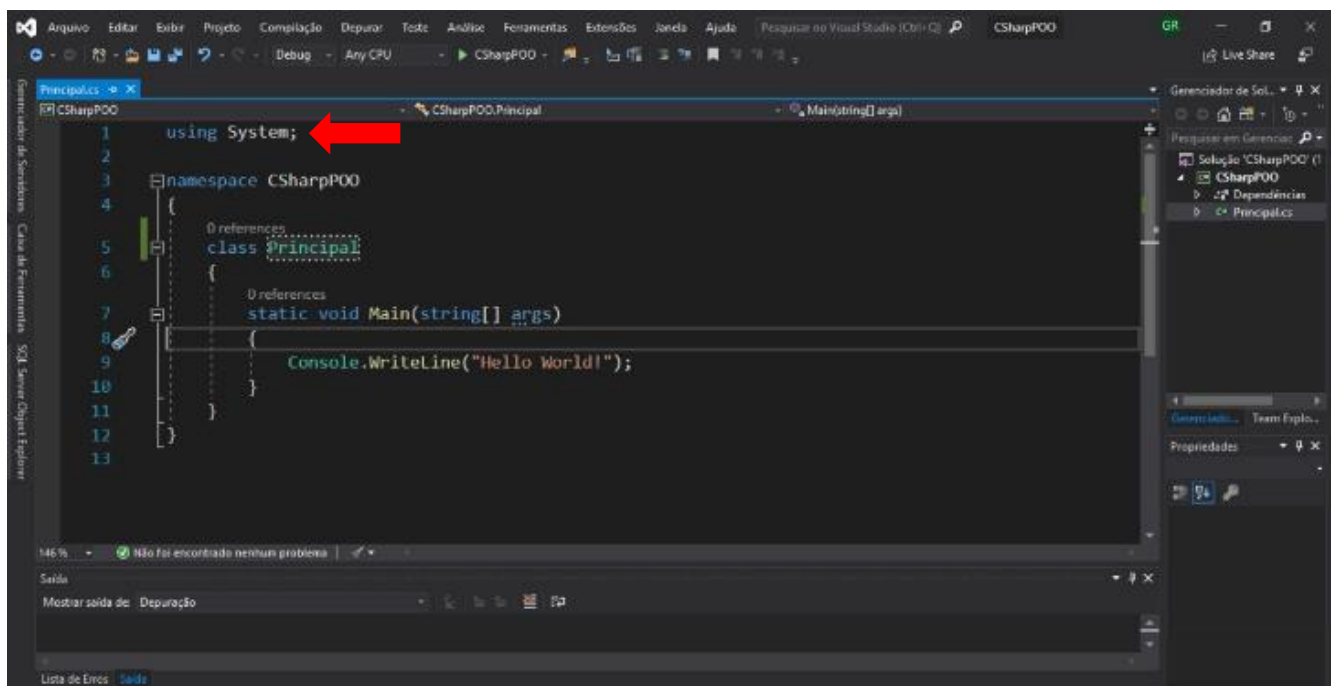 Arquivo Editar Exibir Projeto Compilação Depurar Teste Análise Ferramentas Extensões Janela Ajuda Pesquisar no Visual Studio (Ctrl+Q) CSharpPOO GR
Debug Any CPU CSharpPOO Live Share
Principal.cs
CSharpPOO CSharpPOO.Principal Main(string[] args)
1 using System;
2
3 namespace CSharpPOO
4 {
0 references
5 class Principal
6 {
0 references
7 static void Main(string[] args)
8 {
9 Console.WriteLine("Hello World!");
10 }
11 }
12 }
13
146 % Não foi encontrado nenhum problema
Saída
Mostrar saída de: Depuração
Lista de Erros Saída
Gerenciador de Servidores
Caixa de Ferramentas
SQL Server Object Explorer
Gerenciador de Sol...
Pesquisar em Gerenciac
Solução 'CSharpPOO' (1
CSharpPOO
Dependências
Principal.cs
Gerenciado... Team Explo...
Propriedades